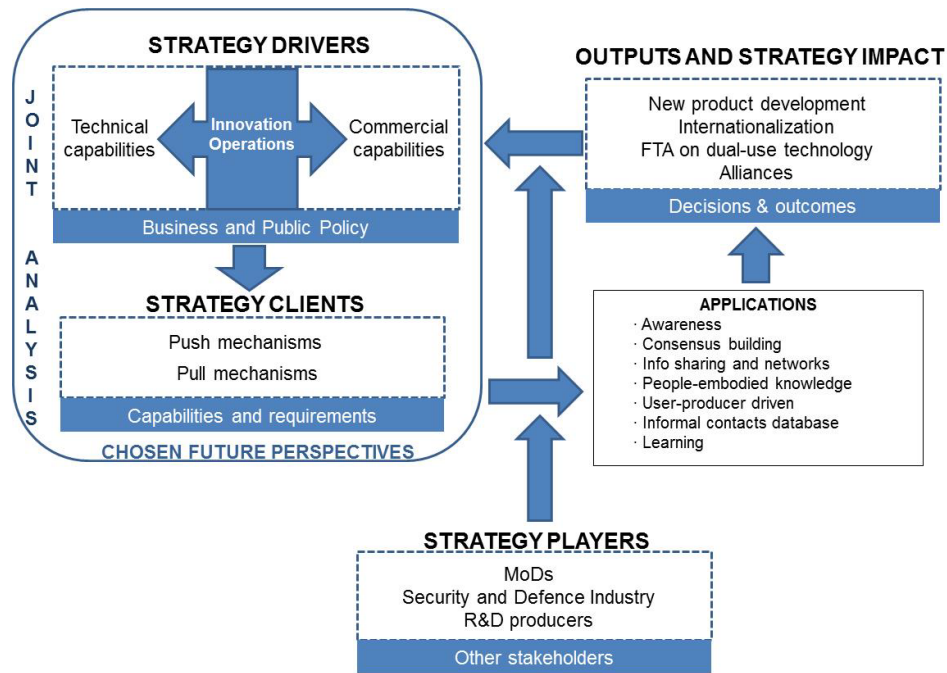 STRATEGY DRIVERS
JOINT ANALYSIS
Technical
capabilities
Innovation
Operations
Commercial
capabilities
Business and Public Policy
STRATEGY CLIENTS
Push mechanisms
Pull mechanisms
Capabilities and requirements
CHOSEN FUTURE PERSPECTIVES
OUTPUTS AND STRATEGY IMPACT
New product development
Internationalization
FTA on dual-use technology
Alliances
Decisions & outcomes
APPLICATIONS
· Awareness
· Consensus building
· Info sharing and networks
· People-embodied knowledge
· User-producer driven
· Informal contacts database
· Learning
STRATEGY PLAYERS
MoDs
Security and Defence Industry
R&D producers
Other stakeholders